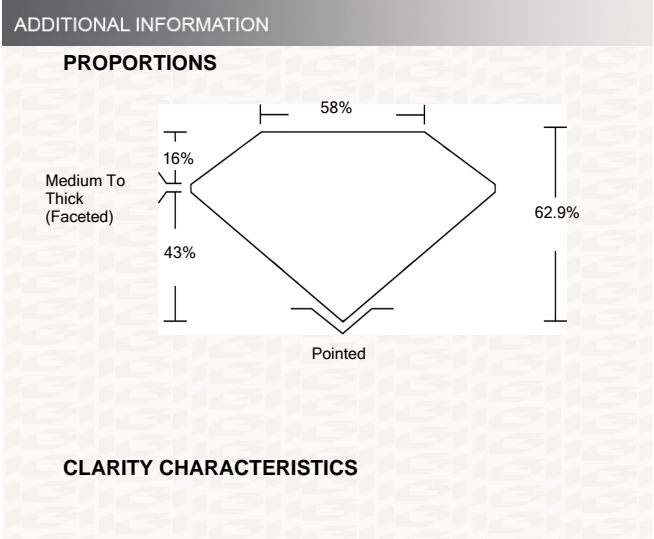 ADDITIONAL INFORMATION
PROPORTIONS
58%
16%
Medium To
Thick
(Faceted)
62.9%
43%
Pointed
CLARITY CHARACTERISTICS